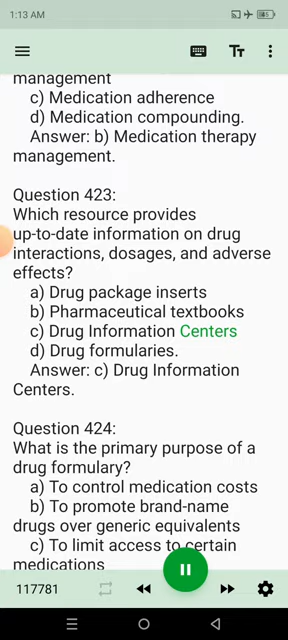 1:13 AM
management
c) Medication adherence
d) Medication compounding.
Answer: b) Medication therapy
management.
Question 423:
Which resource provides
up-to-date information on drug
interactions, dosages, and adverse
effects?
a) Drug package inserts
b) Pharmaceutical textbooks
c) Drug Information Centers
d) Drug formularies.
Answer: c) Drug Information
Centers.
Question 424:
What is the primary purpose of a
drug formulary?
a) To control medication costs
b) To promote brand-name
drugs over generic equivalents
c) To limit access to certain
medications
117781